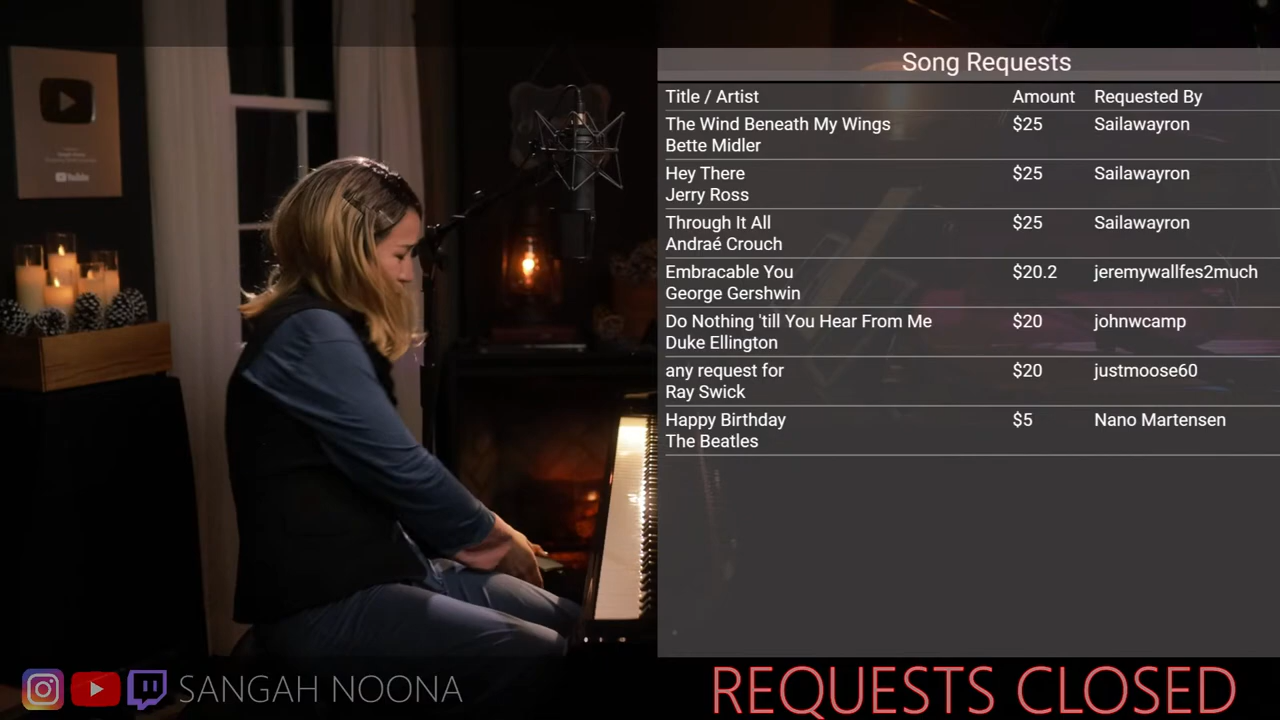 Song Requests
Title / Artist Amount Requested By
The Wind Beneath My Wings $25 Sailawayron
Bette Midler
Hey There $25 Sailawayron
Jerry Ross
Through It All $25 Sailawayron
Andraé Crouch
Embracable You $20.2 jeremywallfes2much
George Gershwin
Do Nothing 'till You Hear From Me $20 johnwcamp
Duke Ellington
any request for $20 justmoose60
Ray Swick
Happy Birthday $5 Nano Martensen
The Beatles
YouTube
SANGAH NOONA
REQUESTS CLOSED